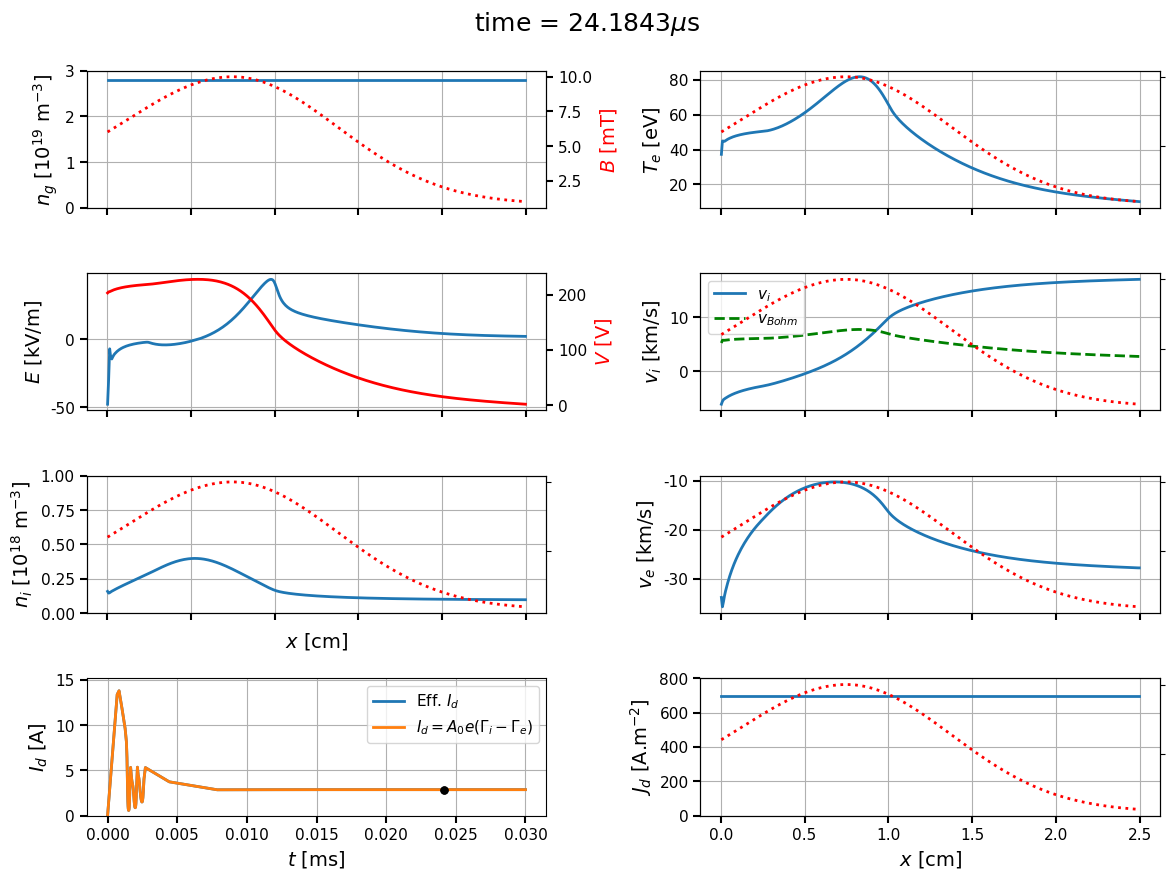 time = 24.1843μs
n_g [10^19 m^−3]
3
2
1
0
10.0
7.5
5.0
2.5
B [mT]
T_e [eV]
80
60
40
20
E [kV/m]
0
-50
200
100
0
V [V]
v_i [km/s]
10
0
v_i
v_Bohm
n_i [10^18 m^−3]
1.00
0.75
0.50
0.25
0.00
x [cm]
v_e [km/s]
-10
-20
-30
I_d [A]
15
10
5
0
Eff. I_d
I_d = A_0e(Γ_i − Γ_e)
0.000 0.005 0.010 0.015 0.020 0.025 0.030
t [ms]
J_d [A.m^−2]
800
600
400
200
0
0.0 0.5 1.0 1.5 2.0 2.5
x [cm]